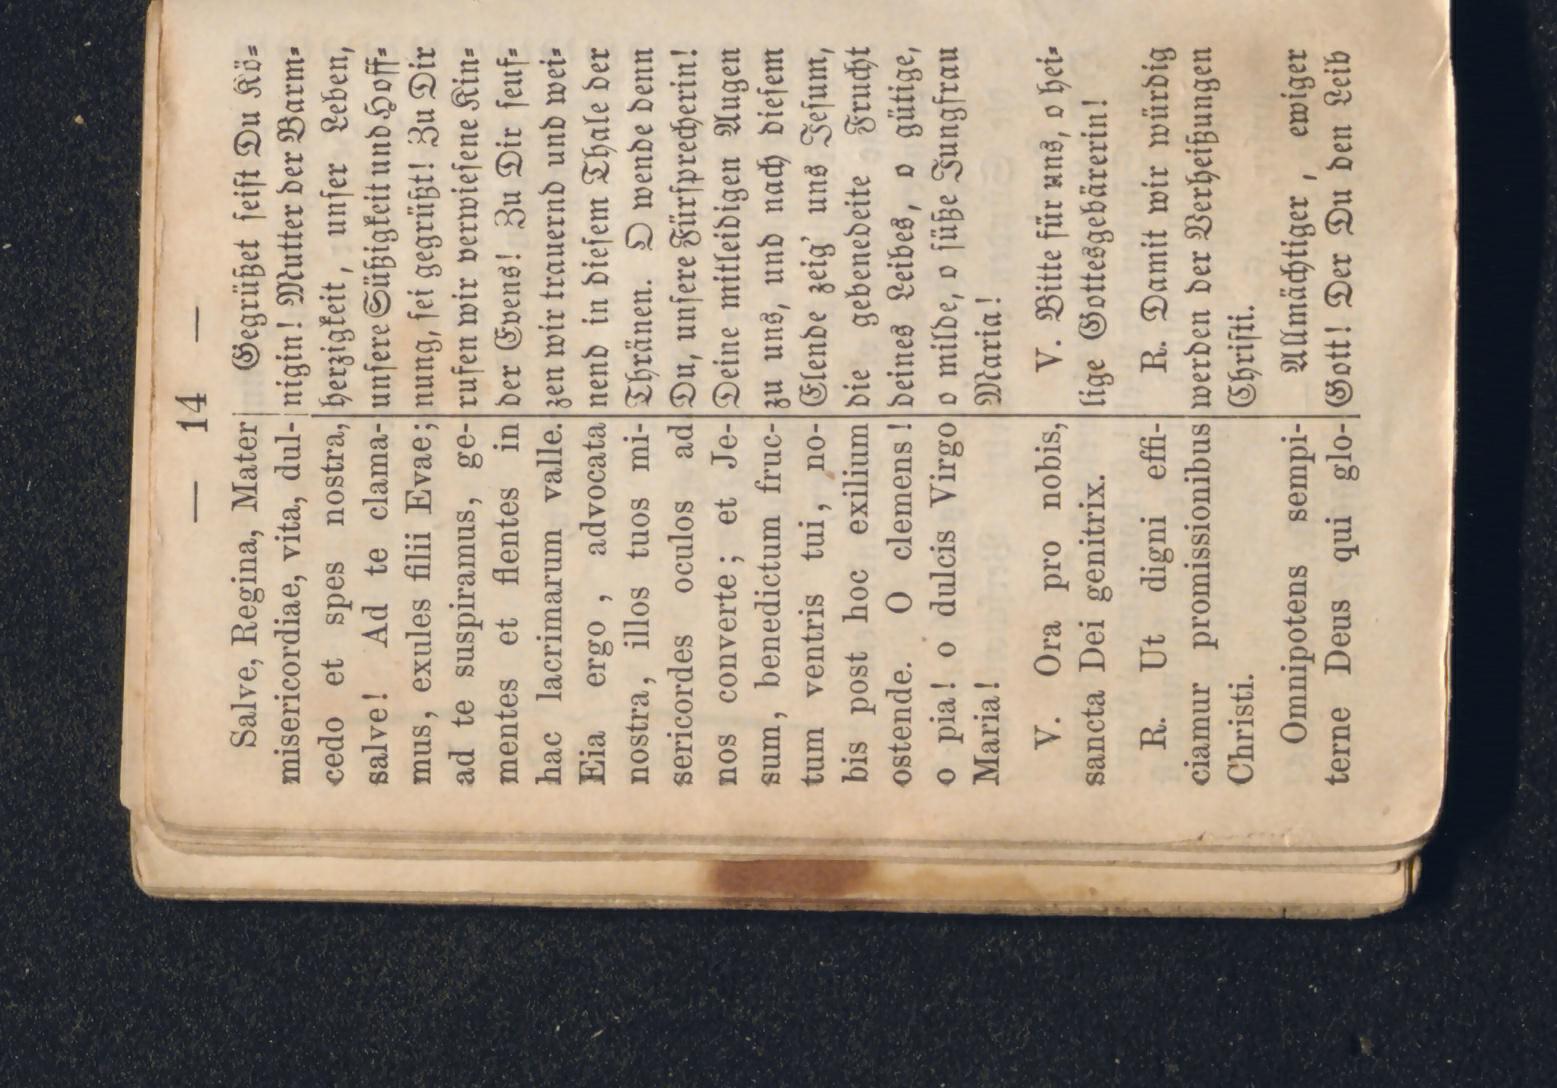 — 14 —
Salve, Regina, Mater
misericordiae, vita, dul-
cedo et spes nostra,
salve! Ad te clama-
mus, exules filii Evae;
ad te suspiramus, ge-
mentes et flentes in
hac lacrimarum valle.
Eia ergo, advocata
nostra, illos tuos mi-
sericordes oculos ad
nos converte; et Je-
sum, benedictum fruc-
tum ventris tui, no-
bis post hoc exilium
ostende. O clemens!
o pia! o dulcis Virgo
Maria!
V. Ora pro nobis,
sancta Dei genitrix.
R. Ut digni effi-
ciamur promissionibus
Christi.
Omnipotens sempi-
terne Deus qui glo-
Gegrüßet seist Du Kö-
nigin! Mutter der Barm-
herzigkeit, unser Leben,
unsere Süßigkeit und Hoff-
nung, sei gegrüßt! Zu Dir
rufen wir verwiesene Kin-
der Evens! Zu Dir seuf-
zen wir trauernd und wei-
nend in diesem Thale der
Thränen. O wende denn
Du, unsere Fürsprecherin!
Deine mitleidigen Augen
zu uns, und nach diesem
Elende zeig' uns Jesum,
die gebenedeite Frucht
deines Leibes, o gütige,
o milde, o süße Jungfrau
Maria!
V. Bitte für uns, o hei-
lige Gottesgebärerin!
R. Damit wir würdig
werden der Verheißungen
Christi.
Allmächtiger, ewiger
Gott! Der Du den Leib